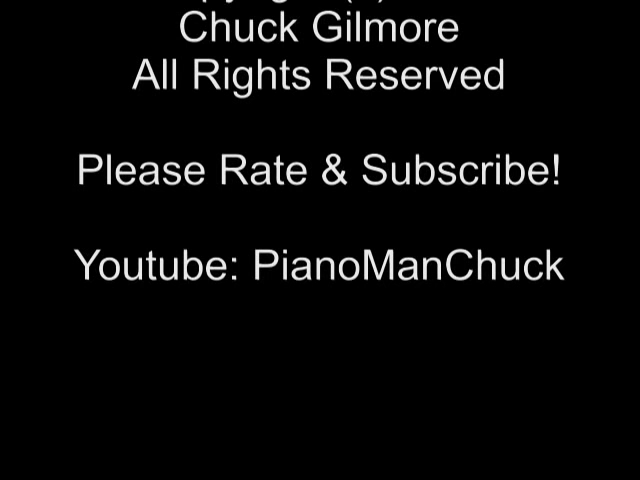 Chuck Gilmore
All Rights Reserved
Please Rate & Subscribe!
Youtube: PianoManChuck